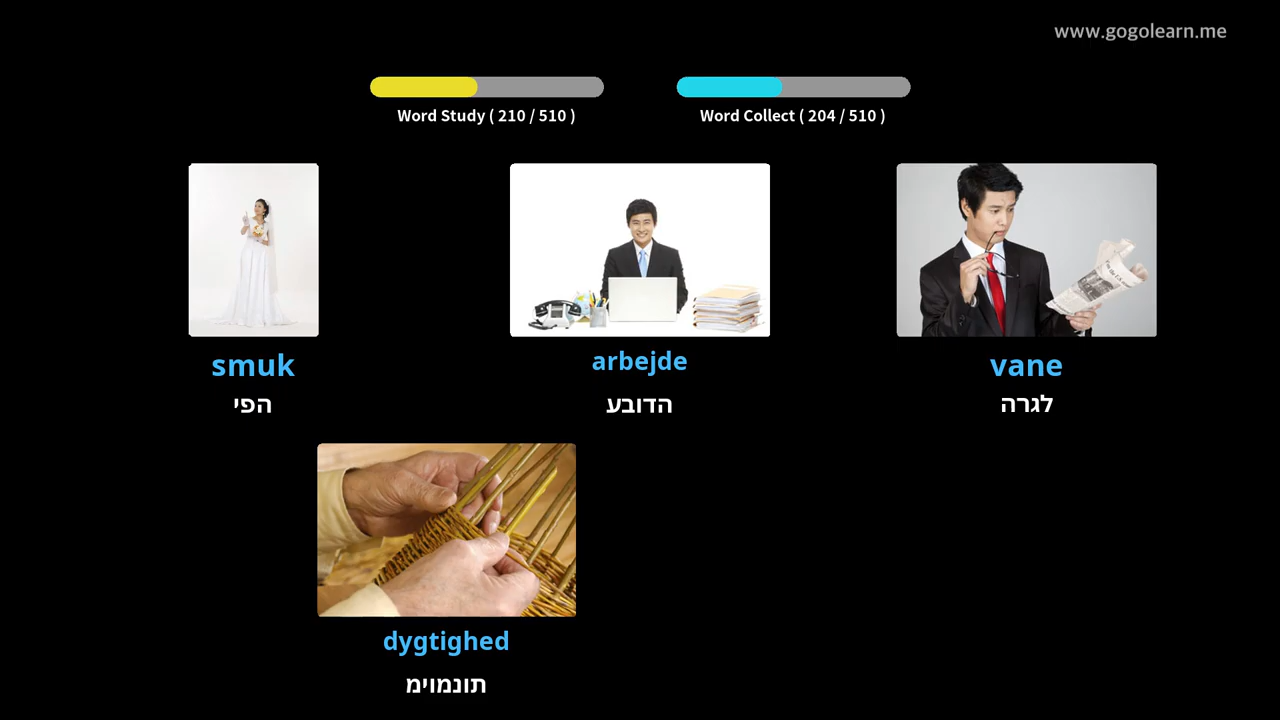 www.gogolearn.me
Word Study ( 210 / 510 )
Word Collect ( 204 / 510 )
smuk
arbejde
vane
הפי
הדובע
לגרה
dygtighed
תונמוימ